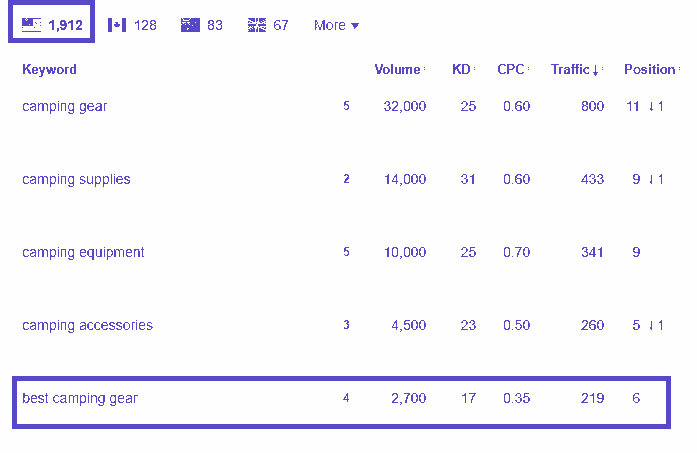 1,912 128 83 67 More
Keyword Volume KD CPC Traffic Position
camping gear 5 32,000 25 0.60 800 11 ↓1
camping supplies 2 14,000 31 0.60 433 9 ↓1
camping equipment 5 10,000 25 0.70 341 9
camping accessories 3 4,500 23 0.50 260 5 ↓1
best camping gear 4 2,700 17 0.35 219 6